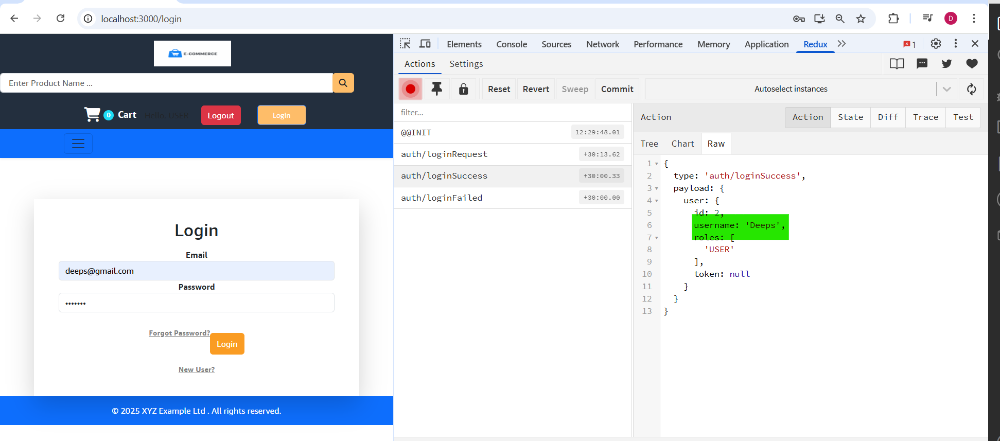 localhost:3000/login
D
E-COMMERCE
Enter Product Name ...
0 Cart Hello, USER Logout Login
Login
Email
deeps@gmail.com
Password
•••••••
Forgot Password?
Login
New User?
© 2025 XYZ Example Ltd . All rights reserved.
Elements Console Sources Network Performance Memory Application Redux 1
Actions Settings
Reset Revert Sweep Commit Autoselect instances
filter...
@@INIT 12:29:48.01
auth/loginRequest +30:13.62
auth/loginSuccess +30:00.33
auth/loginFailed +30:00.00
Action Action State Diff Trace Test
Tree Chart Raw
1 {
2 type: 'auth/loginSuccess',
3 payload: {
4 user: {
5 id: 2,
6 username: 'Deeps',
7 roles: [
8 'USER'
9 ],
10 token: null
11 }
12 }
13 }